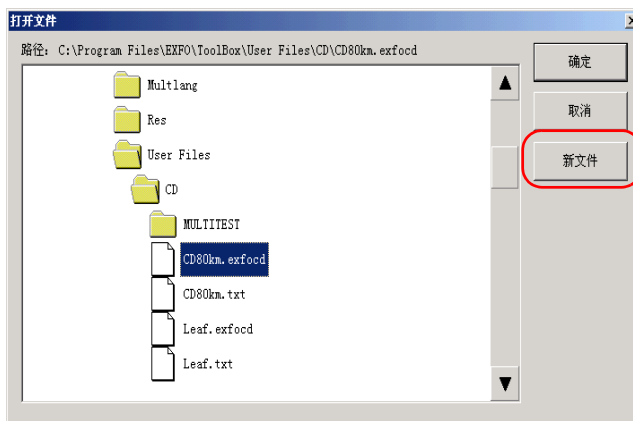 打开文件
路径: C:\Program Files\EXFO\ToolBox\User Files\CD\CD80km.exfocd
确定
Multlang
取消
Res
新文件
User Files
CD
MULTITEST
CD80km.exfocd
CD80km.txt
Leaf.exfocd
Leaf.txt